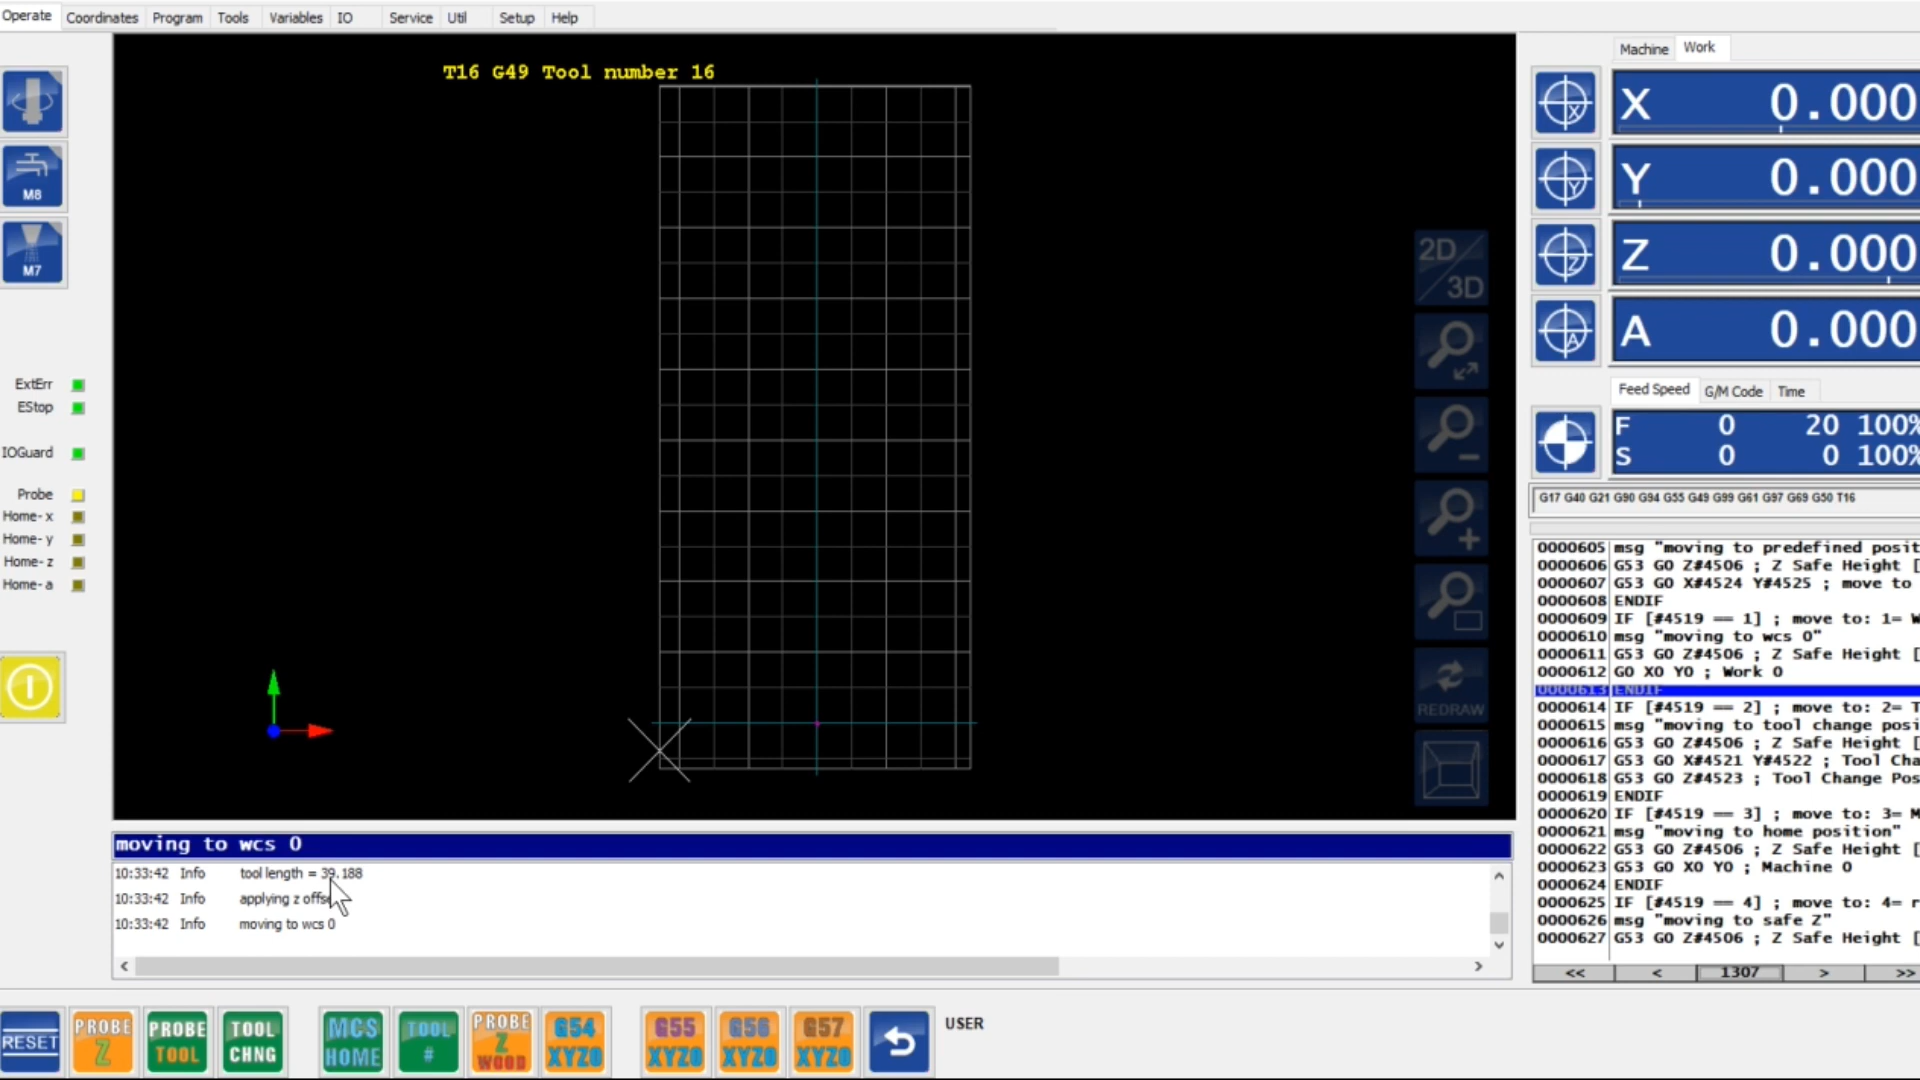 Operate Coordinates Program Tools Variables IO Service Util Setup Help
T16 G49 Tool number 16
Machine Work
X 0.000
Y 0.000
Z 0.000
A 0.000
M8
M7
2D/3D
ExtErr
EStop
IOGuard
Probe
Home-x
Home-y
Home-z
Home-a
REDRAW
Feed Speed G/M Code Time
F 0 20 100%
S 0 0 100%
G17 G40 G21 G90 G94 G55 G49 G99 G61 G97 G69 G50 T16
0000605 msg "moving to predefined posit
0000606 G53 G0 Z#4506 ; Z Safe Height [
0000607 G53 G0 X#4524 Y#4525 ; move to
0000608 ENDIF
0000609 IF [#4519 == 1] ; move to: 1= W
0000610 msg "moving to wcs 0"
0000611 G53 G0 Z#4506 ; Z Safe Height [
0000612 G0 X0 Y0 ; Work 0
0000613 ENDIF
0000614 IF [#4519 == 2] ; move to: 2= T
0000615 msg "moving to tool change posi
0000616 G53 G0 Z#4506 ; Z Safe Height [
0000617 G53 G0 X#4521 Y#4522 ; Tool Cha
0000618 G53 G0 Z#4523 ; Tool Change Pos
0000619 ENDIF
0000620 IF [#4519 == 3] ; move to: 3= M
0000621 msg "moving to home position"
0000622 G53 G0 Z#4506 ; Z Safe Height [
0000623 G53 G0 X0 Y0 ; Machine 0
0000624 ENDIF
0000625 IF [#4519 == 4] ; move to: 4= r
0000626 msg "moving to safe Z"
0000627 G53 G0 Z#4506 ; Z Safe Height [
<< < 1307 > >>
moving to wcs 0
10:33:42 Info tool length = 39.188
10:33:42 Info applying z offs
10:33:42 Info moving to wcs 0
RESET
PROBE Z
PROBE TOOL
TOOL CHNG
MCS HOME
TOOL #
PROBE Z WOOD
G54 XYZ0
G55 XYZ0
G56 XYZ0
G57 XYZ0
USER